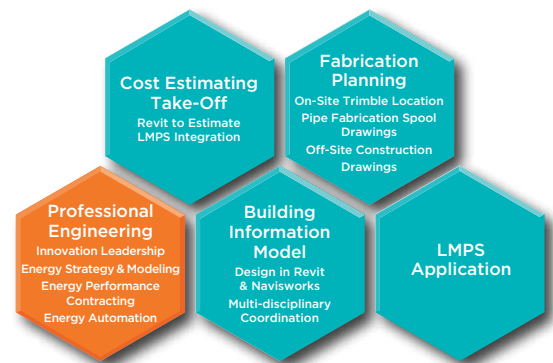 Cost Estimating
Take-Off
Revit to Estimate
LMPS Integration
Fabrication
Planning
On-Site Trimble Location
Pipe Fabrication Spool
Drawings
Off-Site Construction
Drawings
Professional
Engineering
Innovation Leadership
Energy Strategy & Modeling
Energy Performance
Contracting
Energy Automation
Building
Information
Model
Design in Revit
& Navisworks
Multi-disciplinary
Coordination
LMPS
Application